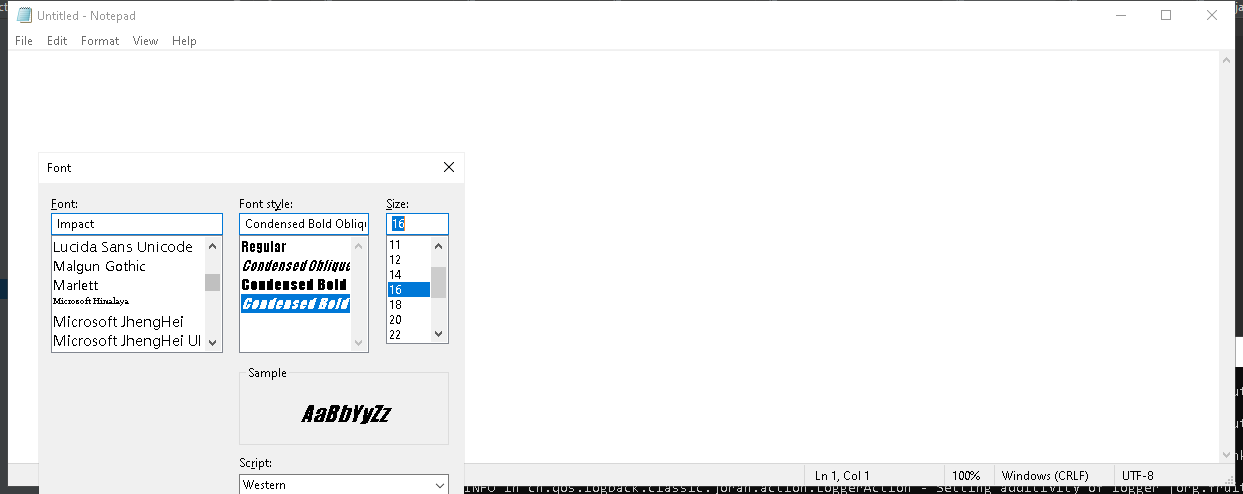 Untitled - Notepad
File Edit Format View Help
Font
Font: Font style: Size:
Impact Condensed Bold Obliqu 16
Lucida Sans Unicode
Malgun Gothic
Marlett
Microsoft Himalaya
Microsoft JhengHei
Microsoft JhengHei UI
Regular
Condensed Oblique
Condensed Bold
Condensed Bold
11
12
14
16
18
20
22
Sample
AaBbYyZz
Script:
Western
Ln 1, Col 1 100% Windows (CRLF) UTF-8
INFO in ch.qos.logback.classic.joran.action.LoggerAction - Setting additivity of logger